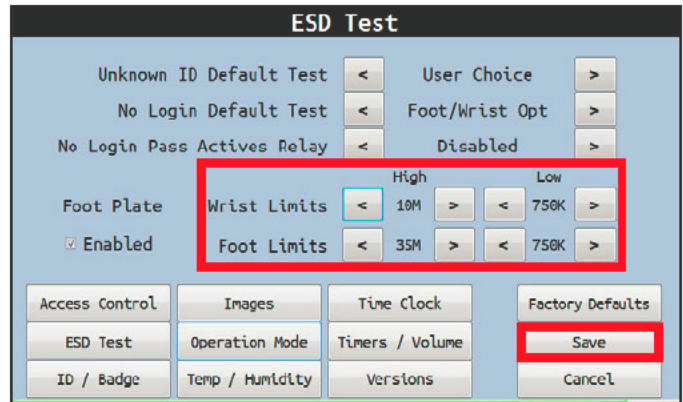 ESD Test
Unknown ID Default Test < User Choice >
No Login Default Test < Foot/Wrist Opt >
No Login Pass Actives Relay < Disabled >
High Low
Foot Plate Wrist Limits < 10M > < 750K >
Enabled Foot Limits < 35M > < 750K >
Access Control Images Time Clock Factory Defaults
ESD Test Operation Mode Timers / Volume Save
ID / Badge Temp / Humidity Versions Cancel